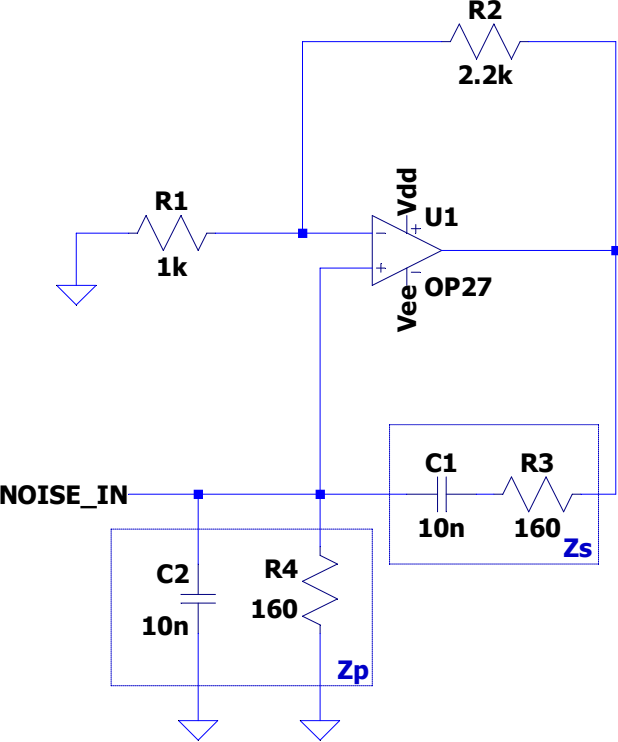 R2
2.2k
Vdd
R1
U1
1k
OP27
Vee
C1
R3
NOISE_IN
10n
160
Zs
C2
R4
10n
160
Zp